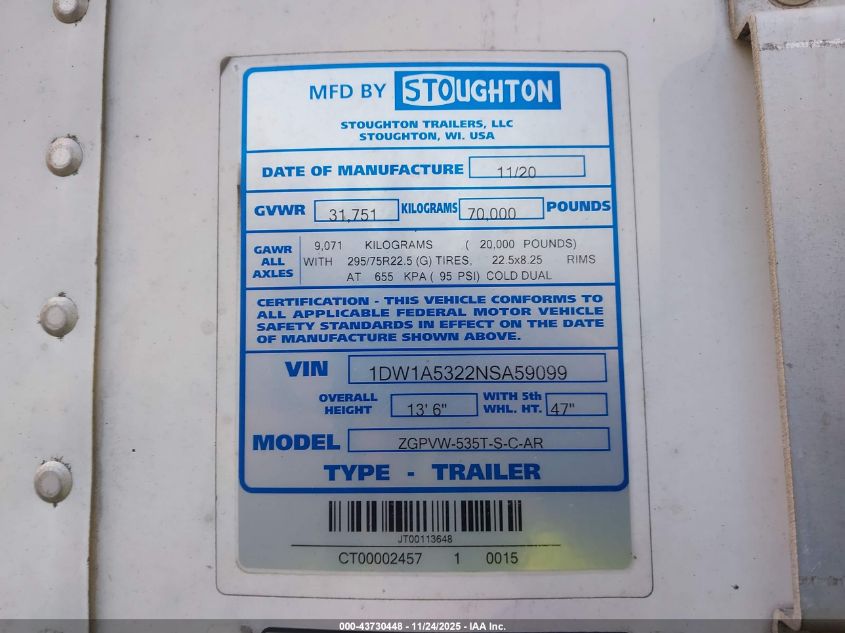 MFD BY STOUGHTON
STOUGHTON TRAILERS, LLC
STOUGHTON, WI. USA
DATE OF MANUFACTURE 11/20
GVWR 31,751 KILOGRAMS 70,000 POUNDS
GAWR ALL AXLES
9,071 KILOGRAMS ( 20,000 POUNDS)
WITH 295/75R22.5 (G) TIRES, 22.5x8.25 RIMS
AT 655 KPA ( 95 PSI) COLD DUAL
CERTIFICATION - THIS VEHICLE CONFORMS TO
ALL APPLICABLE FEDERAL MOTOR VEHICLE
SAFETY STANDARDS IN EFFECT ON THE DATE
OF MANUFACTURE SHOWN ABOVE.
VIN 1DW1A5322NSA59099
OVERALL HEIGHT 13' 6" WITH 5th WHL. HT. 47"
MODEL ZGPVW-535T-S-C-AR
TYPE - TRAILER
JT00113648
CT00002457 1 0015
000-43730448 - 11/24/2025 - IAA Inc.